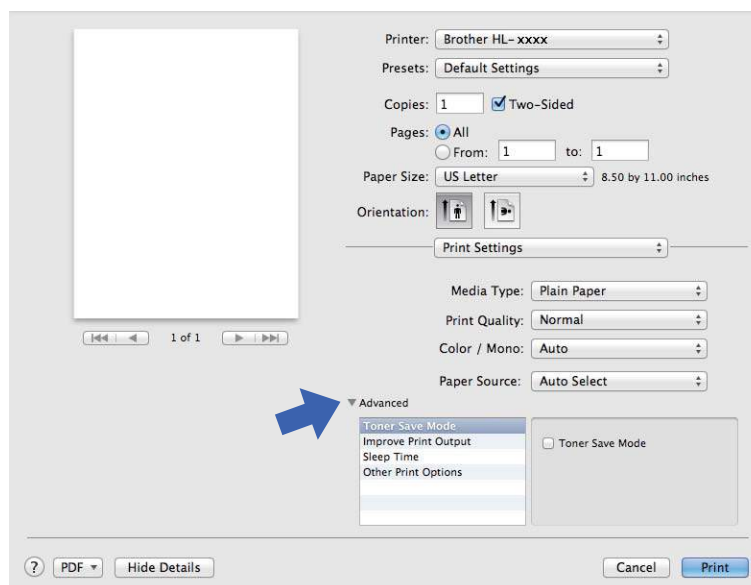 Printer: Brother HL-xxxx
Presets: Default Settings
Copies: 1 Two-Sided
Pages: All
From: 1 to: 1
Paper Size: US Letter 8.50 by 11.00 inches
Orientation:
Print Settings
Media Type: Plain Paper
Print Quality: Normal
1 of 1
Color / Mono: Auto
Paper Source: Auto Select
Advanced
Toner Save Mode
Improve Print Output
Sleep Time
Other Print Options
Toner Save Mode
? PDF Hide Details Cancel Print